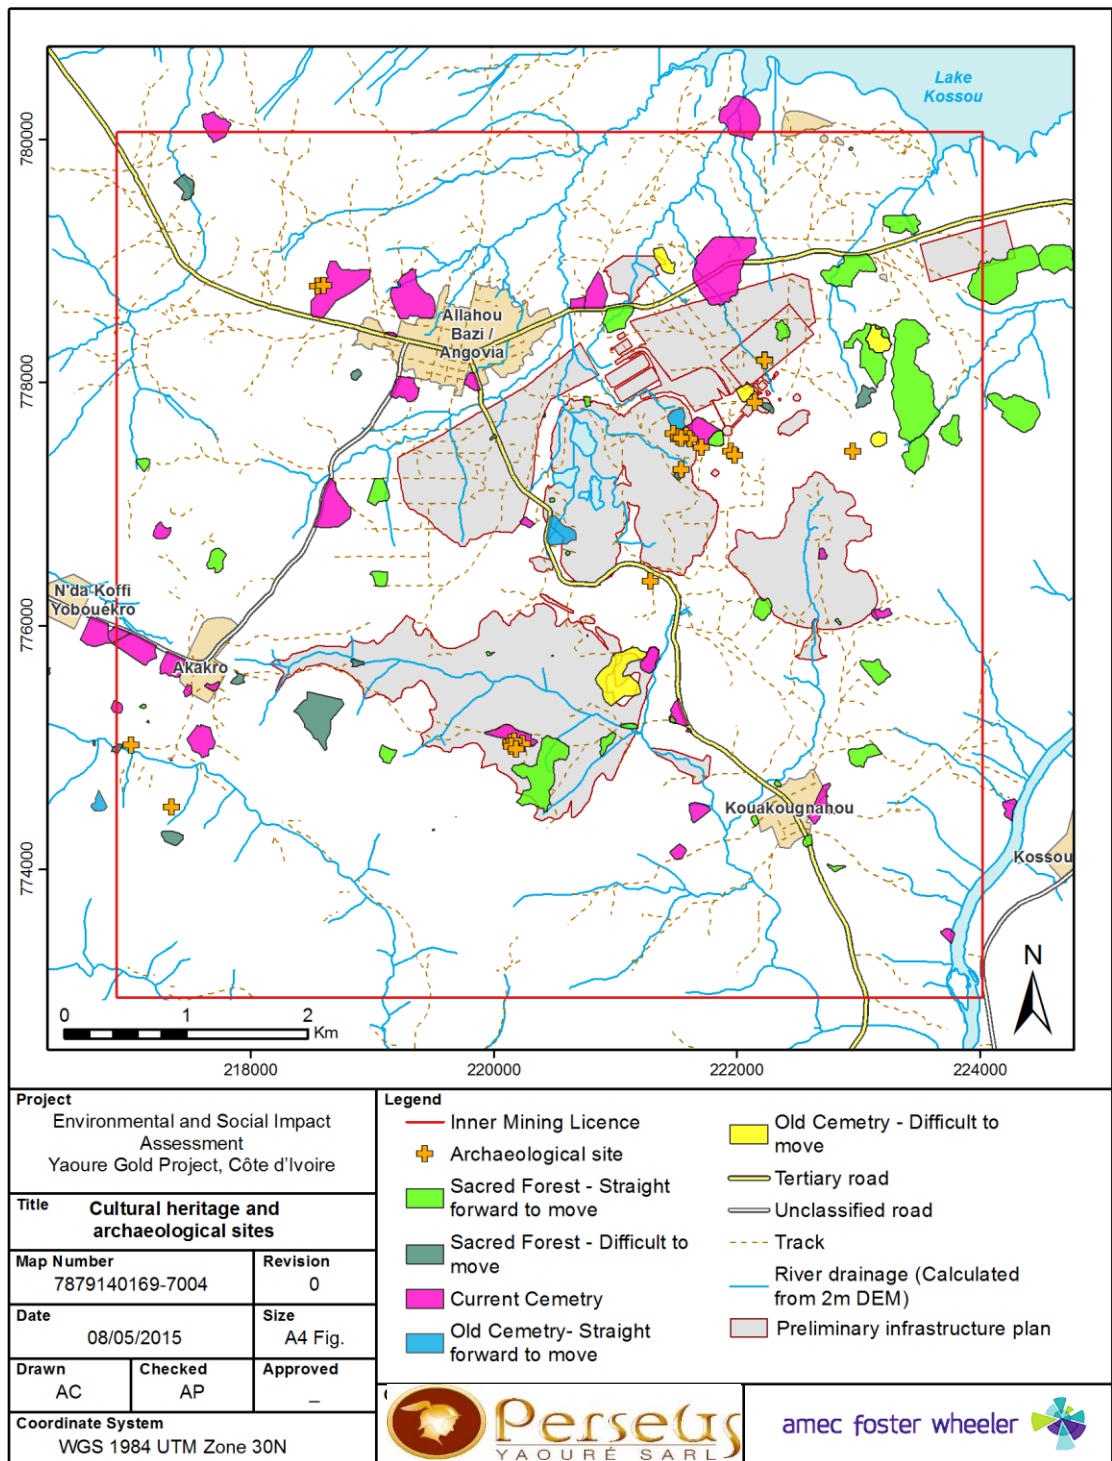 Lake
Kossou
780000
778000
776000
774000
Allahou
Bazi /
Angovia
N'da Koffi
Yobouékro
Akakro
Kouakougnanou
Kossou
N
0 1 2
Km
218000 220000 222000 224000
Project
Environmental and Social Impact
Assessment
Yaoure Gold Project, Côte d'Ivoire
Title Cultural heritage and
archaeological sites
Map Number
7879140169-7004
Revision
0
Date
08/05/2015
Size
A4 Fig.
Drawn
AC
Checked
AP
Approved
_
Coordinate System
WGS 1984 UTM Zone 30N
Legend
Inner Mining Licence
Archaeological site
Sacred Forest - Straight
forward to move
Sacred Forest - Difficult to
move
Current Cemetry
Old Cemetry- Straight
forward to move
Old Cemetry - Difficult to
move
Tertiary road
Unclassified road
Track
River drainage (Calculated
from 2m DEM)
Preliminary infrastructure plan
Perseus
YAOURÉ SARL
amec foster wheeler